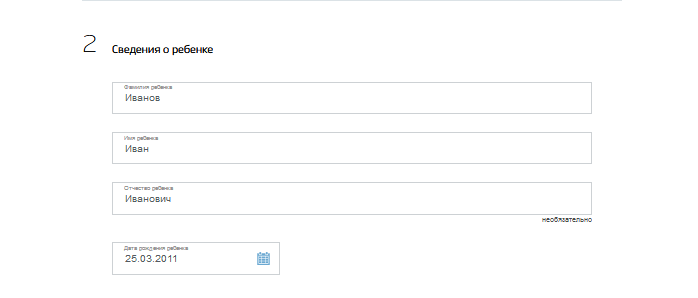 2 Сведения о ребенке
Фамилия ребенка
Иванов
Имя ребенка
Иван
Отчество ребенка
Иванович
необязательно
Дата рождения ребенка
25.03.2011